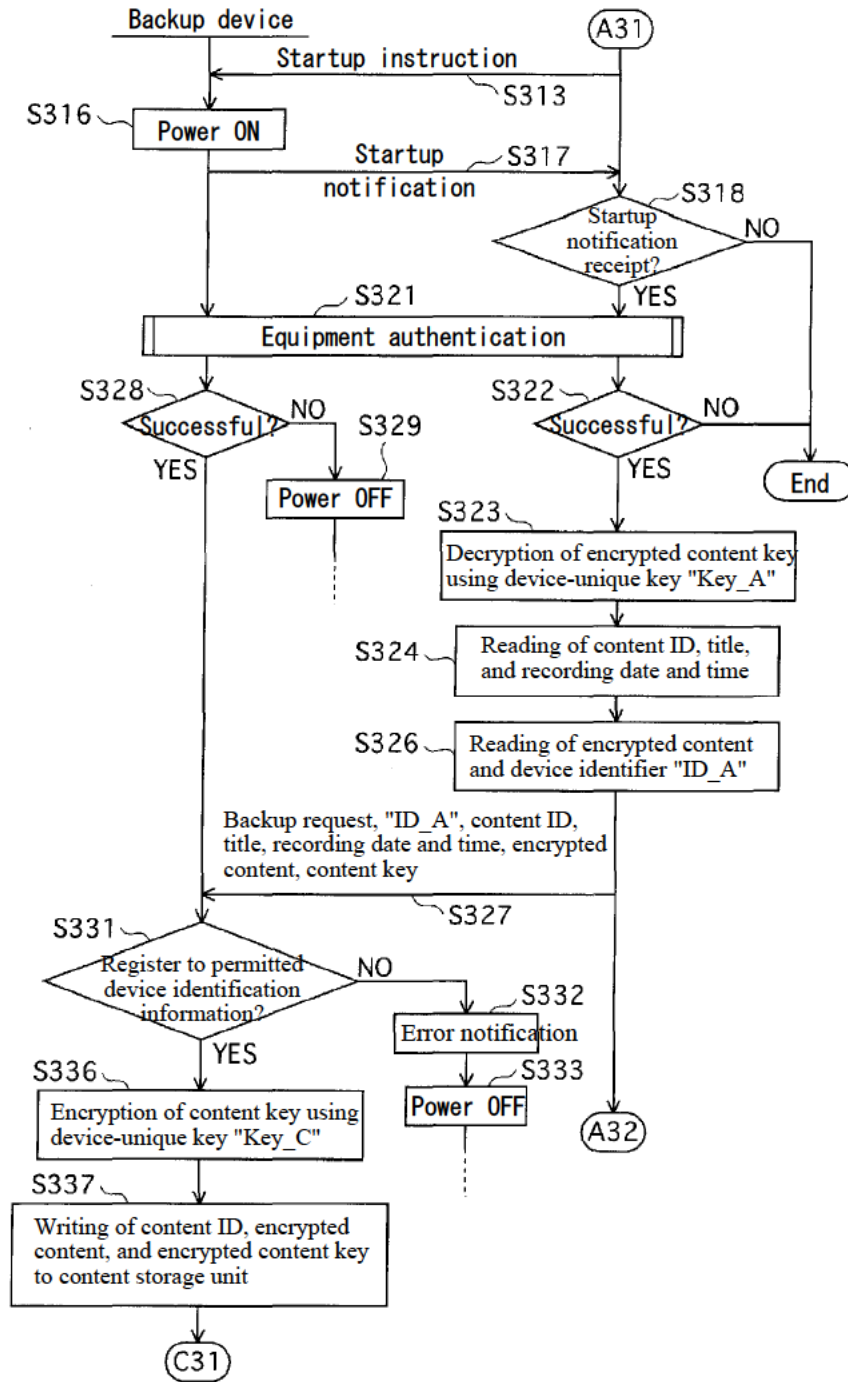 Backup device
A31
Startup instruction
S313
S316
Power ON
Startup
notification
S317
S318
Startup
notification
receipt?
NO
YES
S321
Equipment authentication
S328
Successful?
NO
YES
S329
Power OFF
S322
Successful?
NO
YES
End
S323
Decryption of encrypted content key
using device-unique key "Key_A"
S324
Reading of content ID, title,
and recording date and time
S326
Reading of encrypted content
and device identifier "ID_A"
Backup request, "ID_A", content ID,
title, recording date and time, encrypted
content, content key
S327
S331
Register to permitted
device identification
information?
NO
YES
S332
Error notification
S333
Power OFF
A32
S336
Encryption of content key using
device-unique key "Key_C"
S337
Writing of content ID, encrypted
content, and encrypted content key
to content storage unit
C31